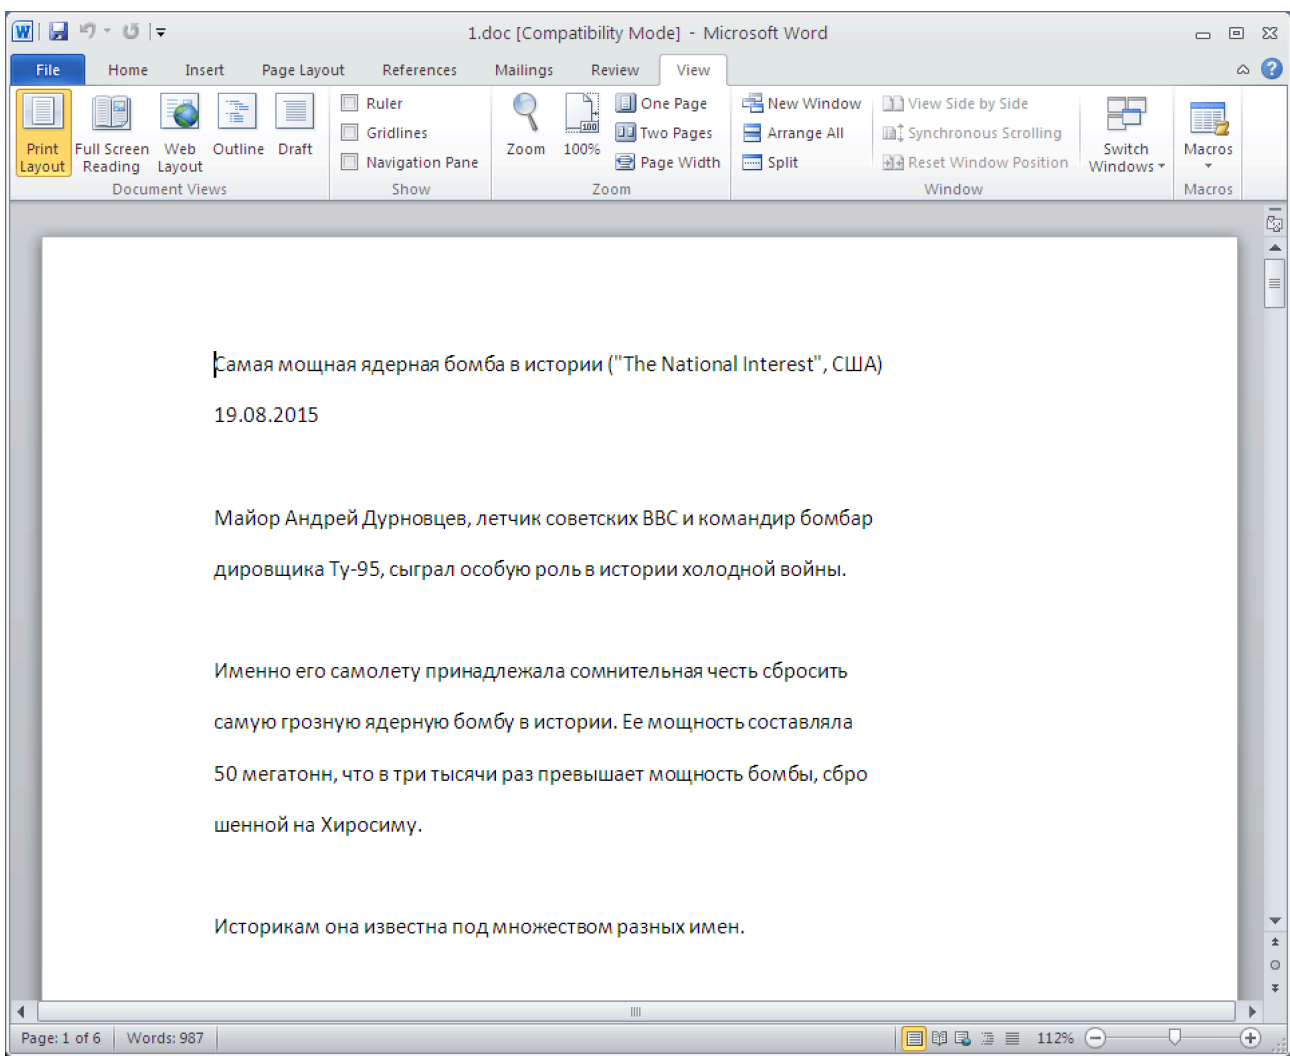 1.doc [Compatibility Mode] - Microsoft Word
File Home Insert Page Layout References Mailings Review View
Print Layout
Full Screen Reading
Web Layout
Outline
Draft
Document Views
Ruler
Gridlines
Navigation Pane
Show
Zoom
100
100%
One Page
Two Pages
Page Width
Zoom
New Window
Arrange All
Split
View Side by Side
Synchronous Scrolling
Reset Window Position
Switch Windows
Window
Macros
Macros
Самая мощная ядерная бомба в истории ("The National Interest", США)
19.08.2015
Майор Андрей Дурновцев, летчик советских ВВС и командир бомбар
дировщика Ту-95, сыграл особую роль в истории холодной войны.
Именно его самолету принадлежала сомнительная честь сбросить
самую грозную ядерную бомбу в истории. Ее мощность составляла
50 мегатонн, что в три тысячи раз превышает мощность бомбы, сбро
шенной на Хиросиму.
Историкам она известна под множеством разных имен.
Page: 1 of 6 Words: 987 112%